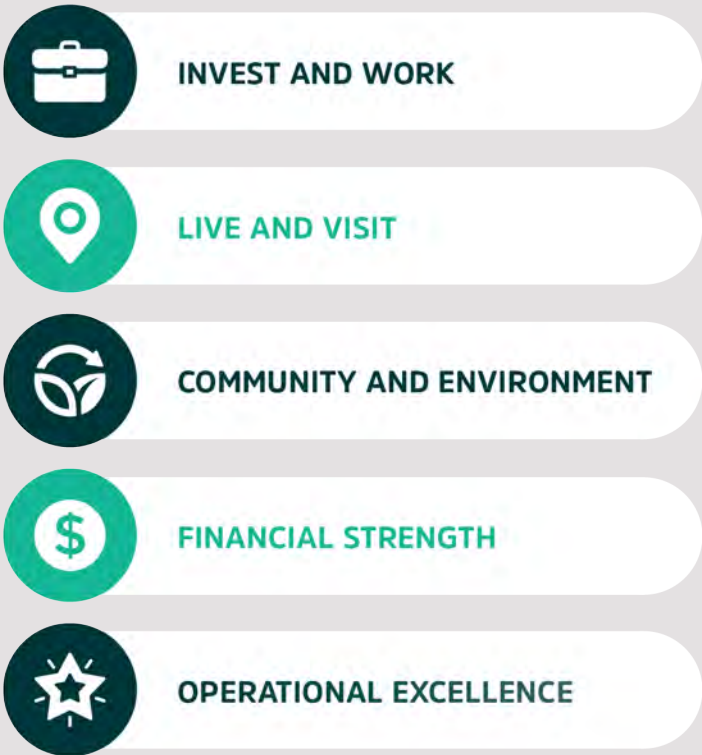 INVEST AND WORK
LIVE AND VISIT
COMMUNITY AND ENVIRONMENT
$
FINANCIAL STRENGTH
OPERATIONAL EXCELLENCE